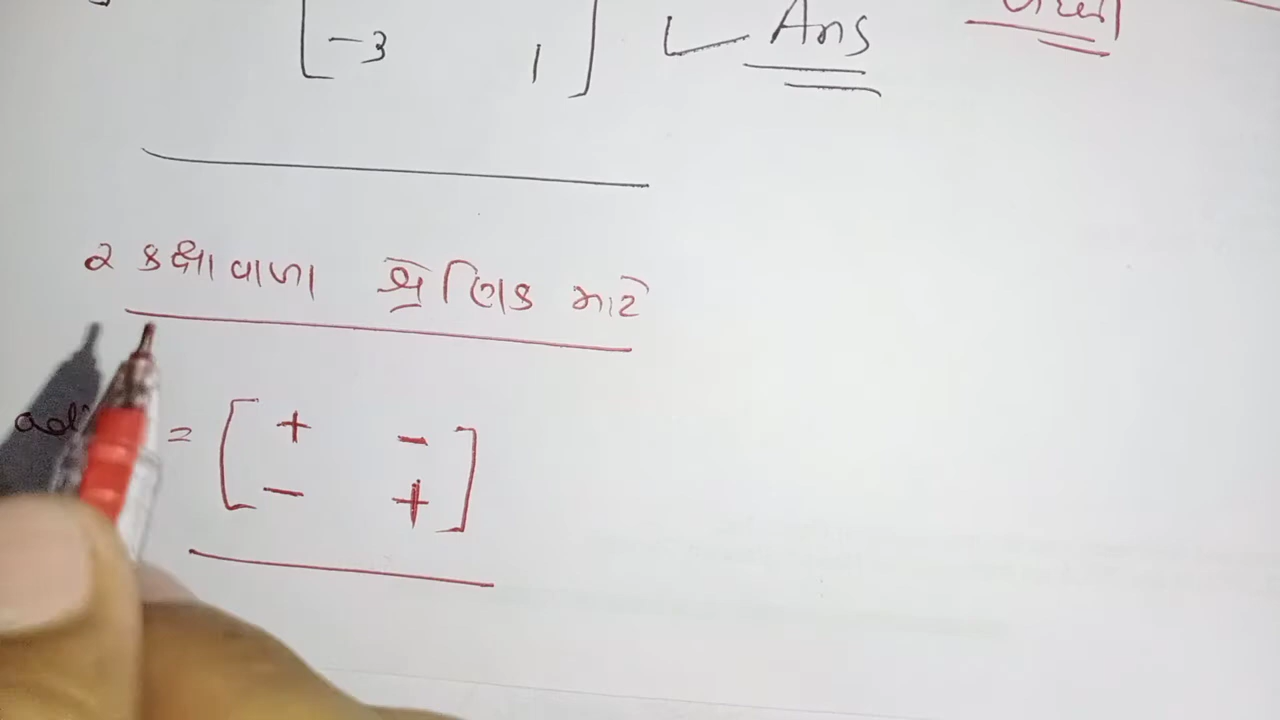 [ -3 1 ] ✓ Ans
૨ કક્ષાવાળા શ્રેણિક માટે
= [ + -
- + ]